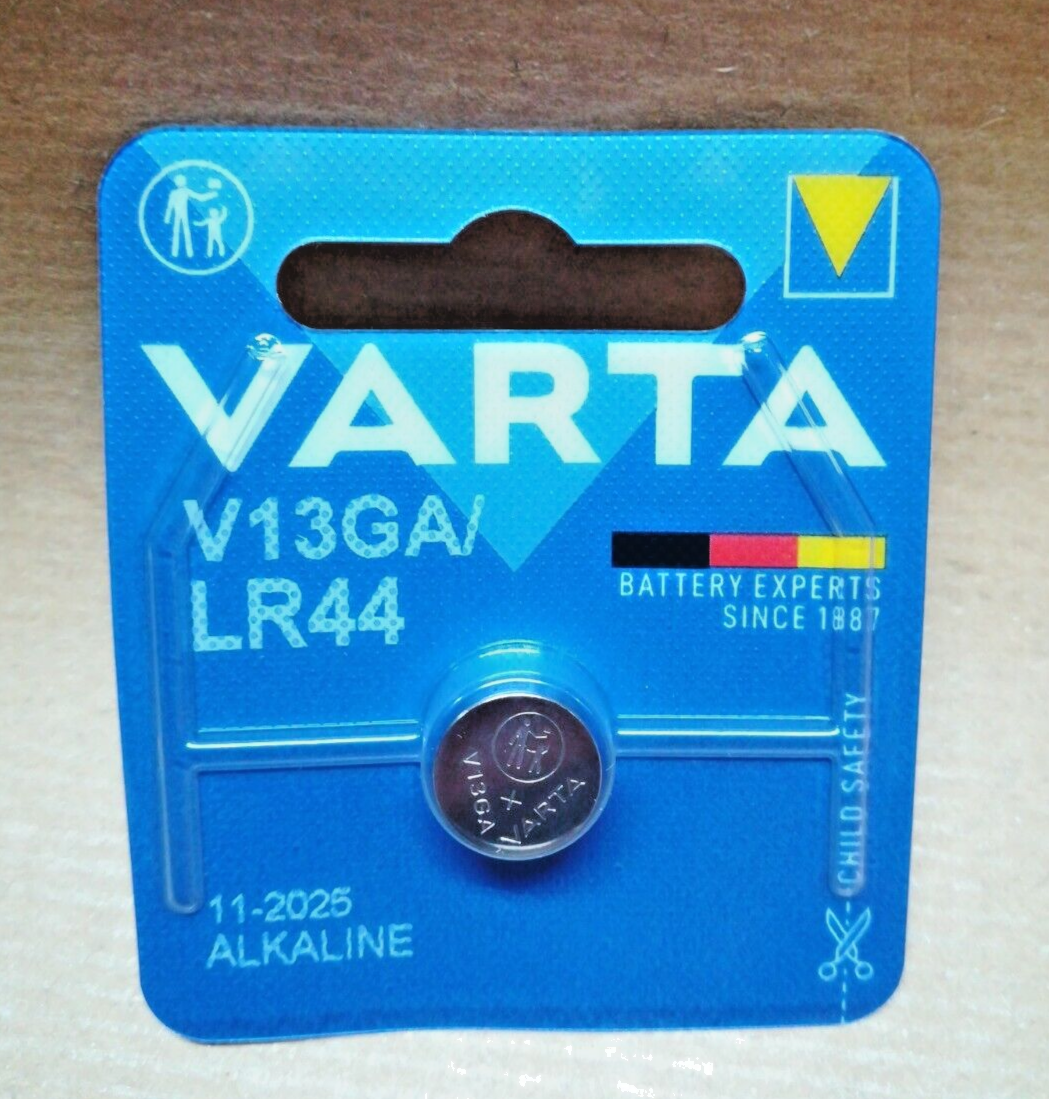 VARTA
V13GA/
LR44
BATTERY EXPERTS
SINCE 1887
V13GA
+
VARTA
CHILD SAFETY
11-2025
ALKALINE